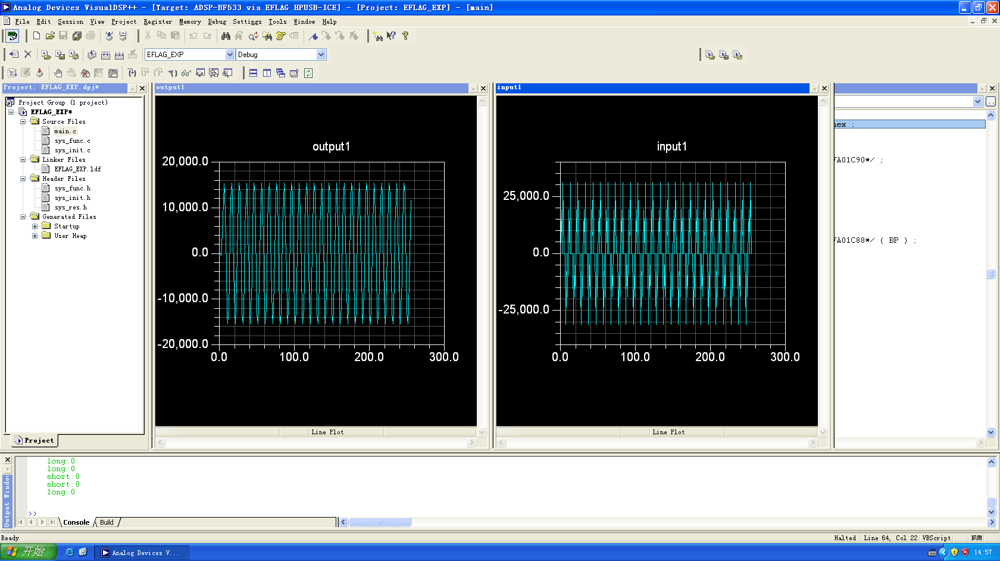 Analog Devices VisualDSP++ - [Target: ADSP-BF533 via EFLAG HPUSB-ICE] - [Project: EFLAG_EXP] - [main]
File Edit Session View Project Register Memory Debug Settings Tools Window Help
EFLAG_EXP Debug
Project: EFLAG_EXP.dpj*
Project Group (1 project)
EFLAG_EXP*
Source Files
main.c
sys_func.c
sys_init.c
Linker Files
EFLAG_EXP.ldf
Header Files
sys_func.h
sys_init.h
sys_res.h
Generated Files
Startup
User Heap
Project
output1
output1
20,000.0
10,000.0
0.0
-10,000.0
-20,000.0
0.0 100.0 200.0 300.0
Line Plot
input1
input1
25,000.0
0.0
-25,000.0
0.0 100.0 200.0 300.0
Line Plot
nex ;
FA01C90*/ ;
FA01C88*/ ( BP ) ;
Output Window
long:0
long:0
short:0
short:0
long:0
>>
Console Build
Ready
Halted Line 64, Col 22 VBScript NUM
开始 Analog Devices V... 14:57